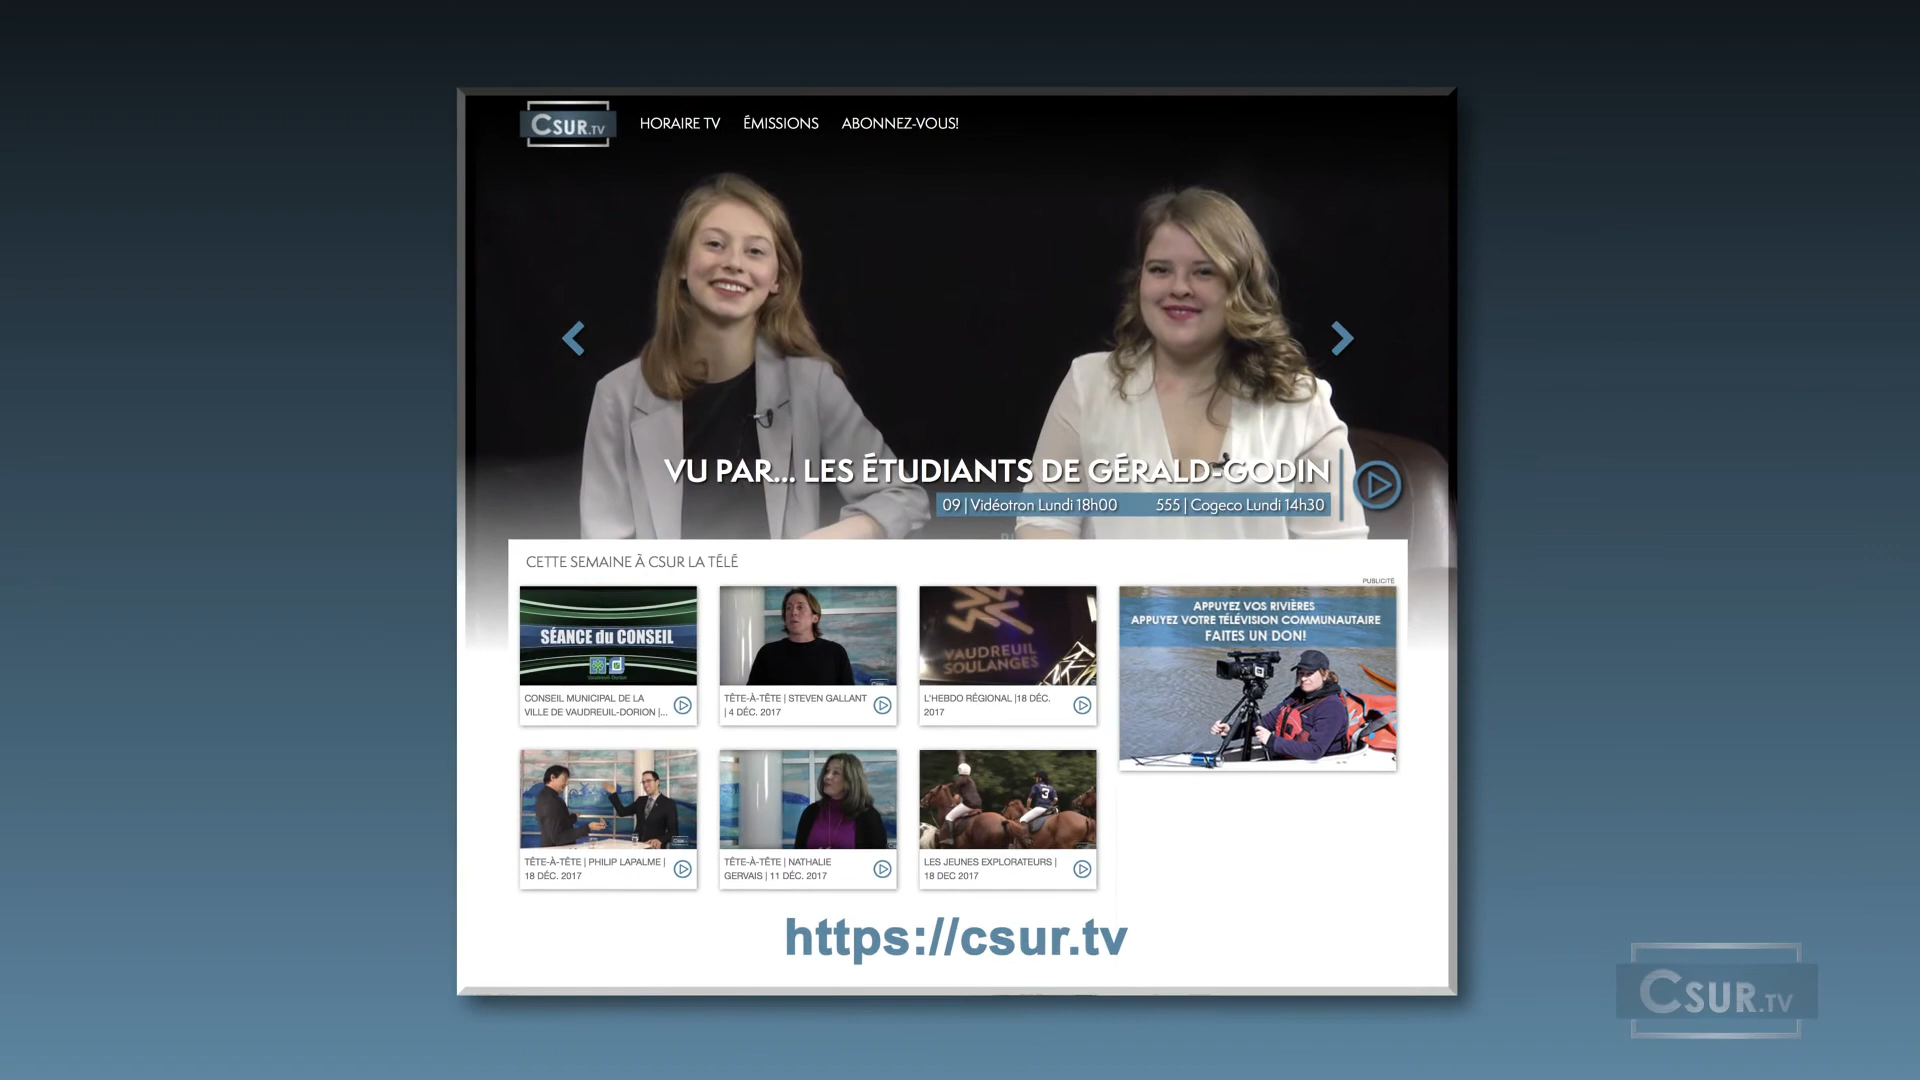 CSUR.TV
HORAIRE TV
ÉMISSIONS
ABONNEZ-VOUS!
VU PAR... LES ÉTUDIANTS DE GÉRALD-GODIN
09 | Vidéotron Lundi 18h00
555 | Cogeco Lundi 14h30
CETTE SEMAINE À CSUR LA TÉLÉ
PUBLICITÉ
SÉANCE du CONSEIL
Vaudreuil-Dorion
CONSEIL MUNICIPAL DE LA
VILLE DE VAUDREUIL-DORION |...
TÊTE-À-TÊTE | STEVEN GALLANT
| 4 DÉC. 2017
VAUDREUIL
SOULANGES
L'HEBDO RÉGIONAL |18 DÉC.
2017
APPUYEZ VOS RIVIÈRES
APPUYEZ VOTRE TÉLÉVISION COMMUNAUTAIRE
FAITES UN DON!
TÊTE-À-TÊTE | PHILIP LAPALME |
18 DÉC. 2017
TÊTE-À-TÊTE | NATHALIE
GERVAIS | 11 DÉC. 2017
3
LES JEUNES EXPLORATEURS |
18 DEC 2017
https://csur.tv
CSUR.TV